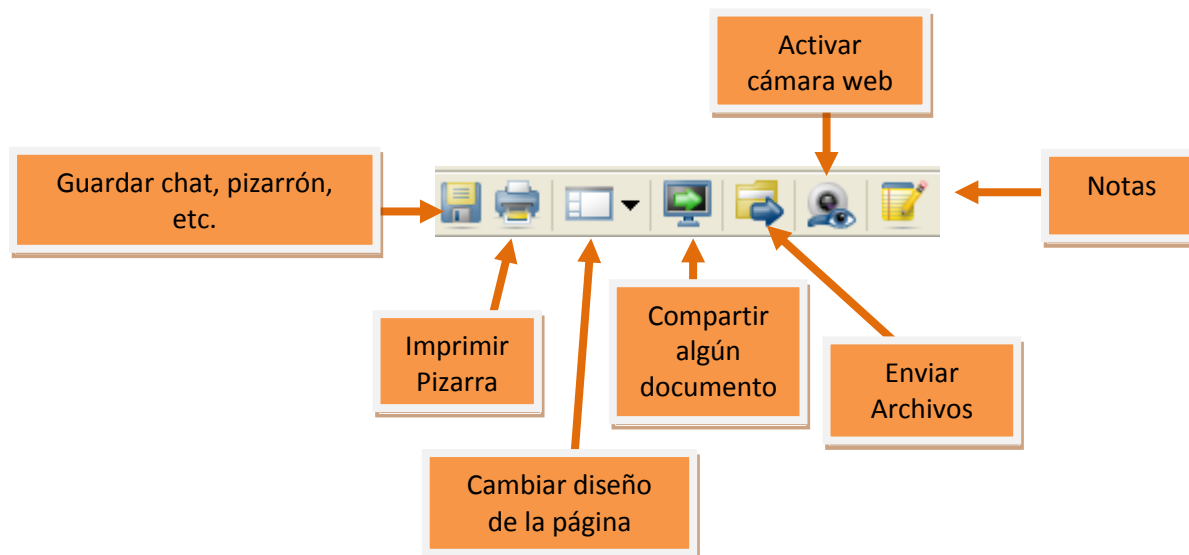 Activar
cámara web
Guardar chat, pizarrón,
etc.
Notas
Imprimir
Pizarra
Compartir
algún
documento
Enviar
Archivos
Cambiar diseño
de la página